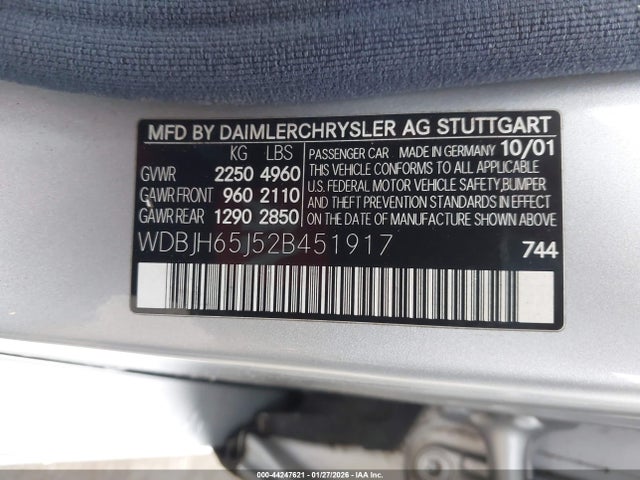 MFD BY DAIMLERCHRYSLER AG STUTTGART
KG LBS
GVWR 2250 4960
GAWR FRONT 960 2110
GAWR REAR 1290 2850
PASSENGER CAR MADE IN GERMANY 10/01
THIS VEHICLE CONFORMS TO ALL APPLICABLE
U.S. FEDERAL MOTOR VEHICLE SAFETY,BUMPER
AND THEFT PREVENTION STANDARDS IN EFFECT
ON THE DATE OF MANUFACTURE SHOWN ABOVE.
WDBJH65J52B451917 744
000-44247621 - 01/27/2026 - IAA CT1